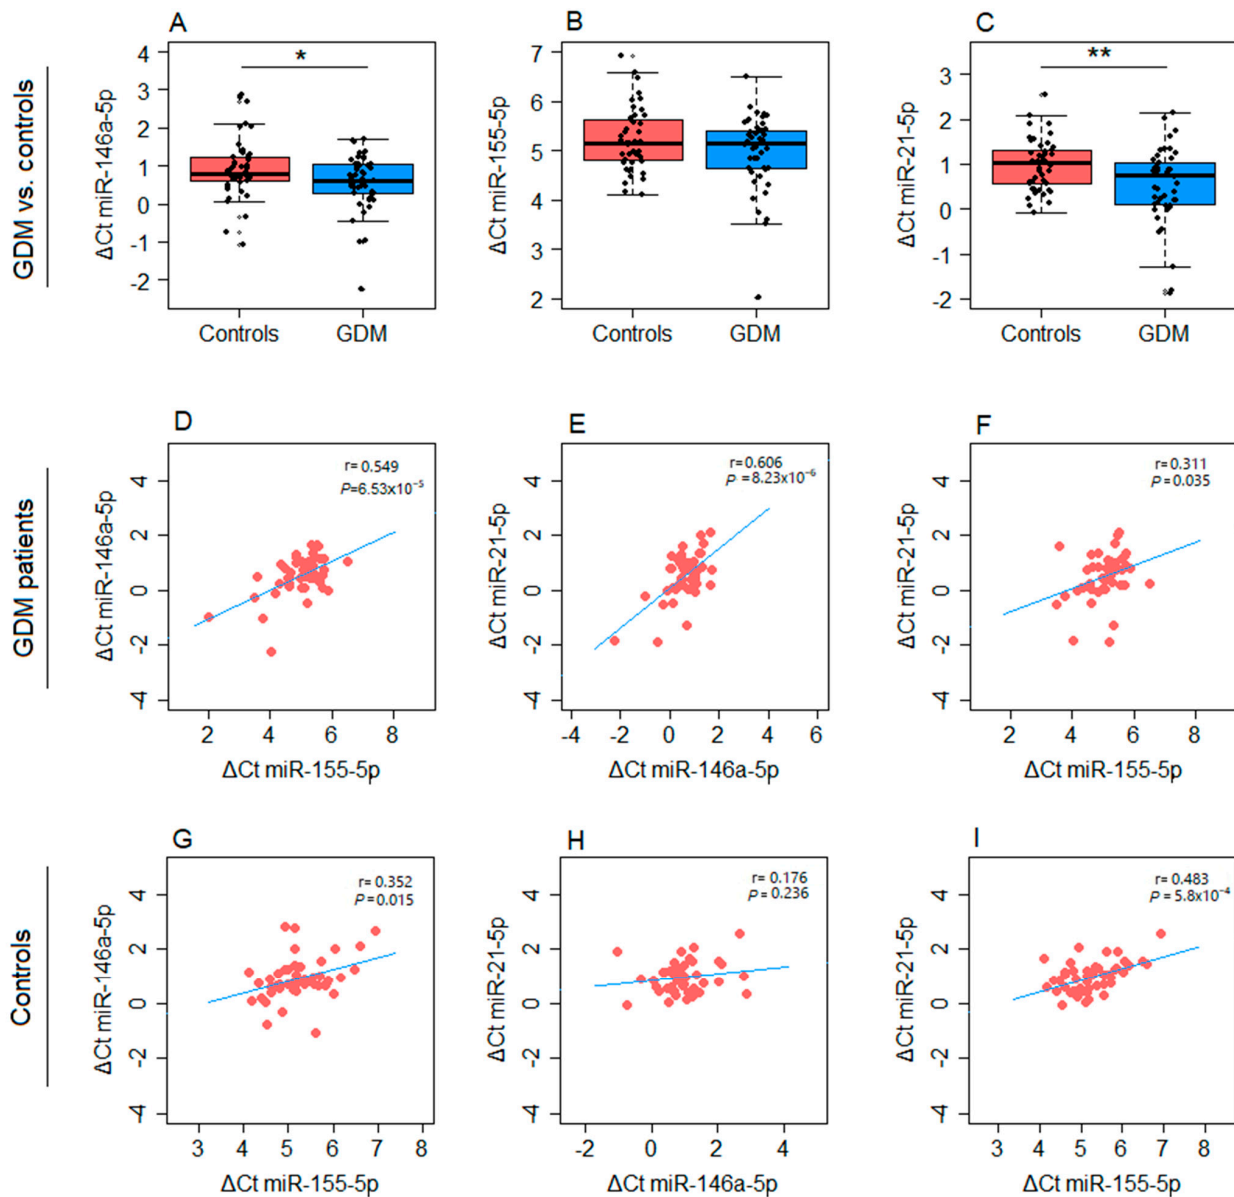 GDM vs. controls
A
ΔCt miR-146a-5p
4
3
2
1
0
-1
-2
*
Controls GDM
B
ΔCt miR-155-5p
7
6
5
4
3
2
Controls GDM
C
ΔCt miR-21-5p
3
2
1
0
-1
-2
**
Controls GDM
GDM patients
D
ΔCt miR-146a-5p
4
2
0
-2
-4
r= 0.549
P=6.53x10⁻⁵
2 4 6 8
ΔCt miR-155-5p
E
ΔCt miR-21-5p
4
2
0
-2
-4
r=0.606
P =8.23x10⁻⁶
-4 -2 0 2 4 6
ΔCt miR-146a-5p
F
ΔCt miR-21-5p
4
2
0
-2
-4
r=0.311
P = 0.035
2 4 6 8
ΔCt miR-155-5p
Controls
G
ΔCt miR-146a-5p
4
2
0
-2
-4
r= 0.352
P=0.015
3 4 5 6 7 8
ΔCt miR-155-5p
H
ΔCt miR-21-5p
4
2
0
-2
-4
r= 0.176
P = 0.236
-2 0 2 4
ΔCt miR-146a-5p
I
ΔCt miR-21-5p
4
2
0
-2
-4
r=0.483
P = 5.8x10⁻⁴
3 4 5 6 7 8
ΔCt miR-155-5p